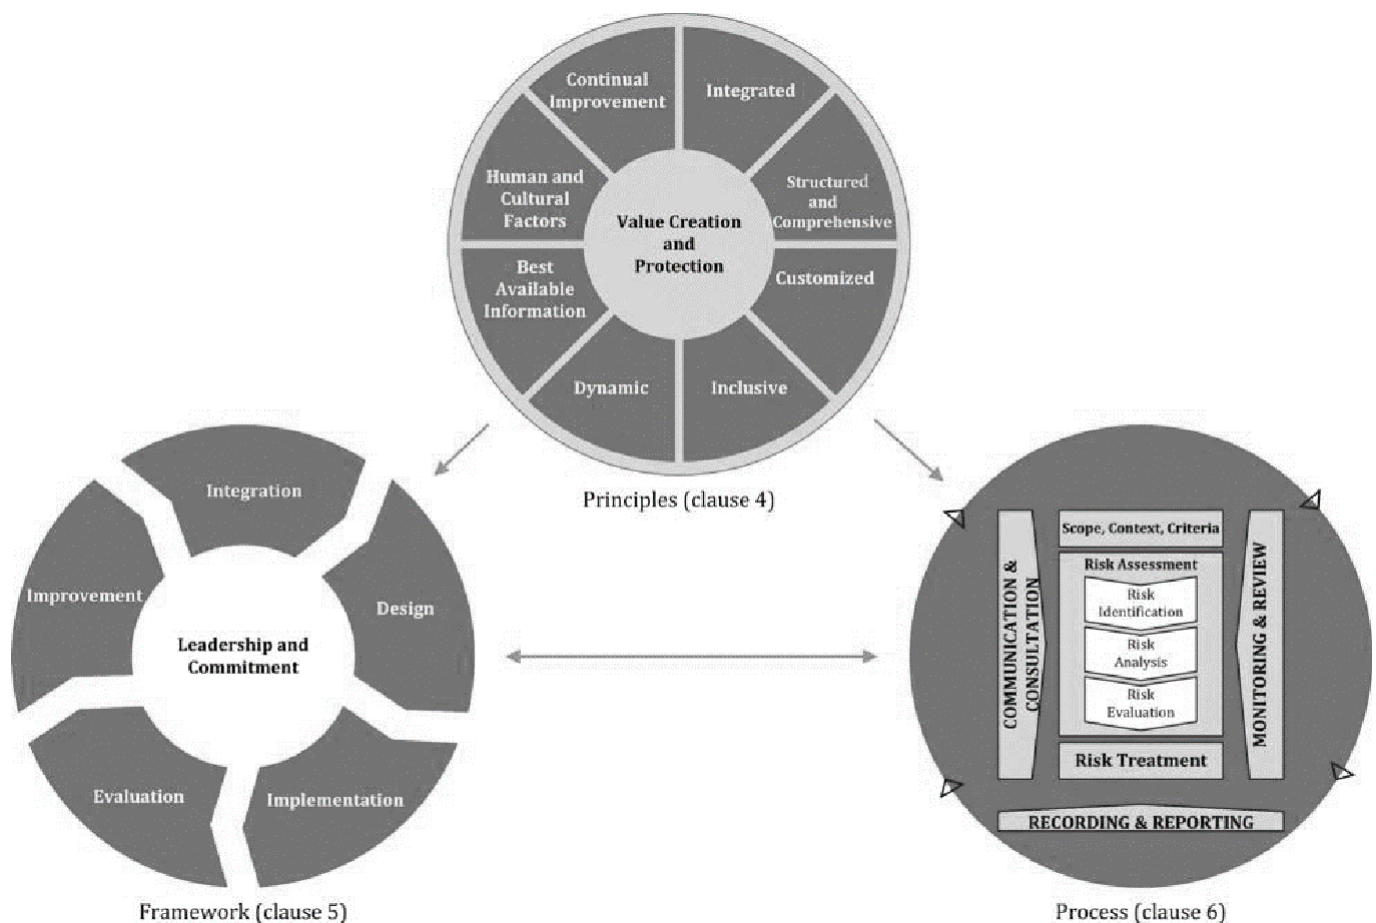 Continual
Improvement
Integrated
Human and
Cultural
Factors
Structured
and
Comprehensive
Value Creation
and
Protection
Best
Available
Information
Customized
Dynamic
Inclusive
Principles (clause 4)
Integration
Improvement
Design
Leadership and
Commitment
Evaluation
Implementation
Framework (clause 5)
Scope, Context, Criteria
Risk Assessment
Risk
Identification
Risk
Analysis
Risk
Evaluation
Risk Treatment
COMMUNICATION &
CONSULTATION
MONITORING & REVIEW
RECORDING & REPORTING
Process (clause 6)